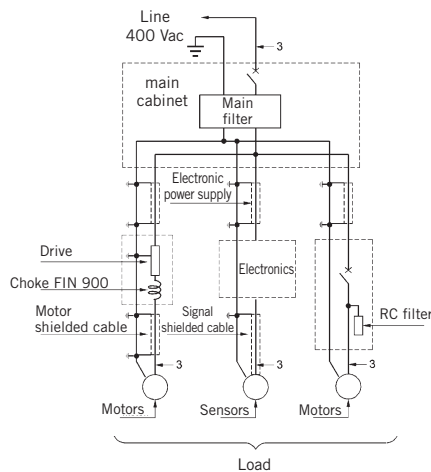 Line
400 Vac
3
main
cabinet
Main
filter
Electronic
power supply
Drive
Choke FIN 900
Electronics
Motor
shielded cable
Signal
shielded cable
RC filter
3
3
3
Motors
Sensors
Motors
Load